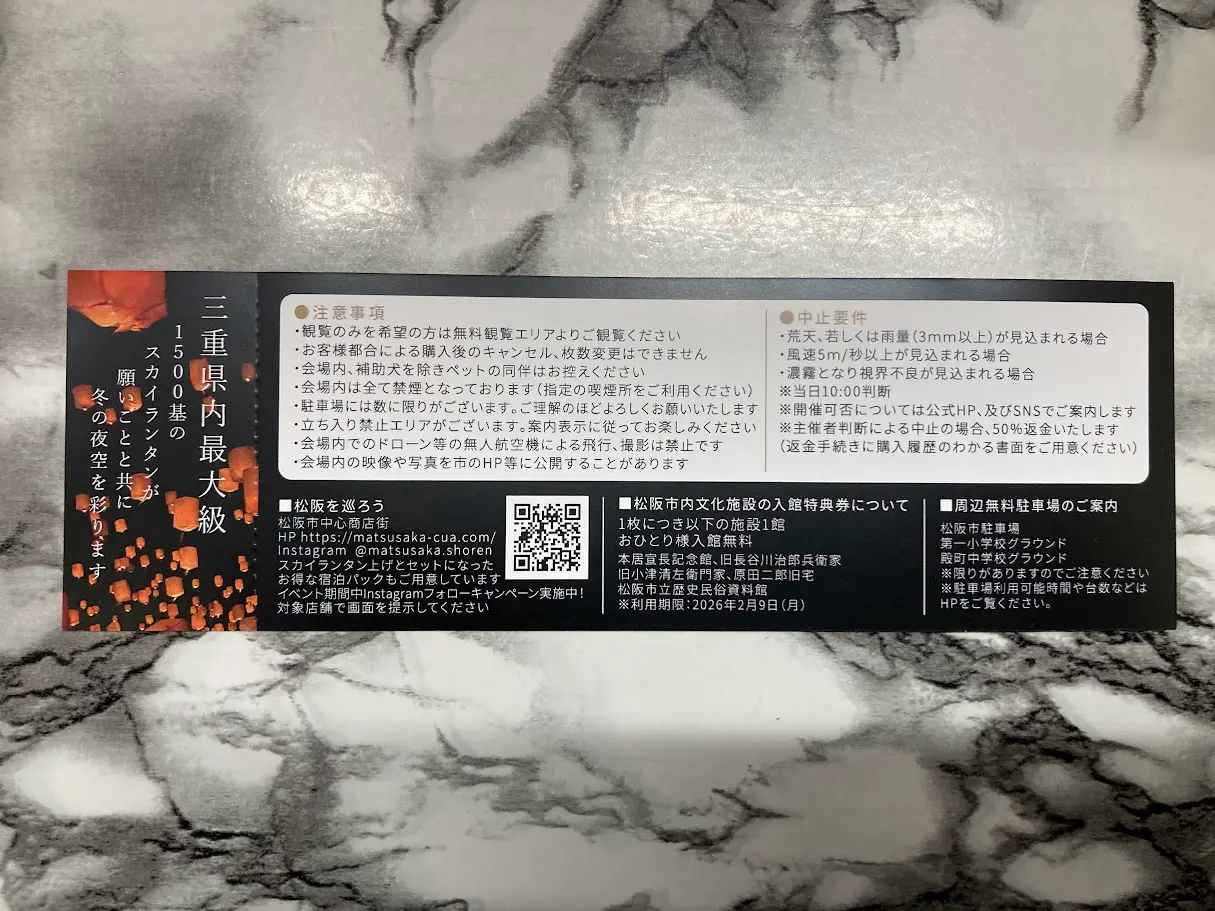 三重県内最大級
1500基の
スカイランタンが
願いごとと共に
冬の夜空を彩ります
●注意事項
・観覧のみを希望の方は無料観覧エリアよりご観覧ください
・お客様都合による購入後のキャンセル、枚数変更はできません
・会場内、補助犬を除きペットの同伴はお控えください
・会場内は全て禁煙となっております(指定の喫煙所をご利用ください)
・駐車場には数に限りがございます。ご理解のほどよろしくお願いいたします
・立ち入り禁止エリアがございます。案内表示に従ってお楽しみください
・会場内でのドローン等の無人航空機による飛行、撮影は禁止です
・会場内の映像や写真を市のHP等に公開することがあります
●中止要件
・荒天、若しくは雨量(3mm以上)が見込まれる場合
・風速5m/秒以上が見込まれる場合
・濃霧となり視界不良が見込まれる場合
※当日10:00判断
※開催可否については公式HP、及びSNSでご案内します
※主催者判断による中止の場合、50%返金いたします
(返金手続きに購入履歴のわかる書面をご用意ください)
■松阪を巡ろう
松阪市中心商店街
HP https://matsusaka-cua.com/
Instagram @matsusaka.shoren
スカイランタン上げとセットになった
お得な宿泊パックもご用意しています
イベント期間中Instagramフォローキャンペーン実施中!
対象店舗で画面を提示してください
■松阪市内文化施設の入館特典券について
1枚につき以下の施設1館
おひとり様入館無料
本居宣長記念館、旧長谷川治郎兵衛家
旧小津清左衛門家、原田二郎旧宅
松阪市立歴史民俗資料館
※利用期限:2026年2月9日(月)
■周辺無料駐車場のご案内
松阪市駐車場
第一小学校グラウンド
殿町中学校グラウンド
※限りがありますのでご注意ください
※駐車場利用可能時間や台数などは
HPをご覧ください。